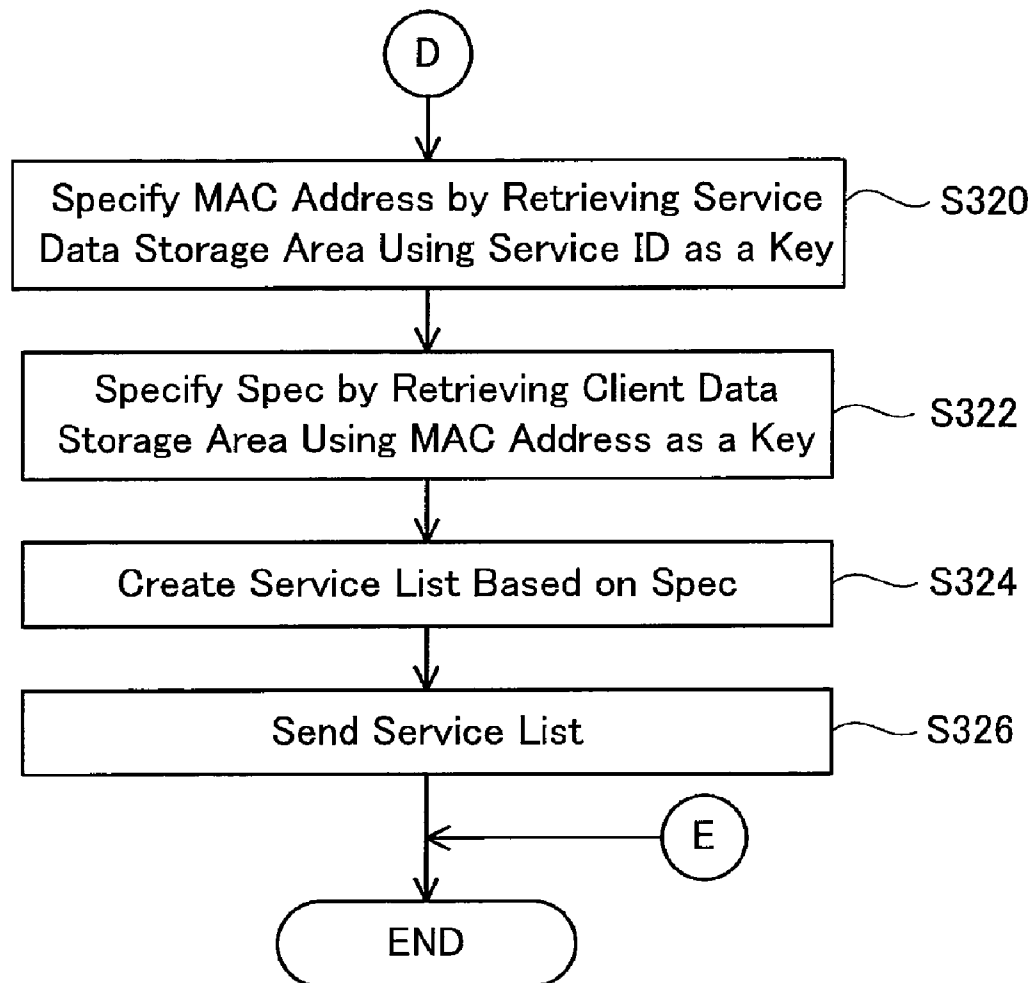 D
Specify MAC Address by Retrieving Service
Data Storage Area Using Service ID as a Key
S320
Specify Spec by Retrieving Client Data
Storage Area Using MAC Address as a Key
S322
Create Service List Based on Spec
S324
Send Service List
S326
E
END